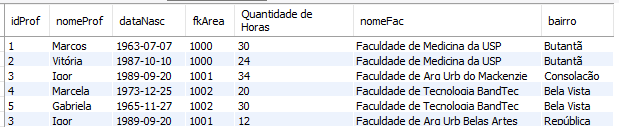 idProf nomeProf dataNasc fkArea Quantidade de Horas nomeFac bairro
1 Marcos 1963-07-07 1000 30 Faculdade de Medicina da USP Butantã
2 Vitória 1987-10-10 1000 24 Faculdade de Medicina da USP Butantã
3 Igor 1989-09-20 1001 34 Faculdade de Arq Urb do Mackenzie Consolação
4 Marcela 1973-12-25 1002 20 Faculdade de Tecnologia BandTec Bela Vista
5 Gabriela 1965-11-27 1002 30 Faculdade de Tecnologia BandTec Bela Vista
3 Igor 1989-09-20 1001 12 Faculdade de Arq Urb Belas Artes República